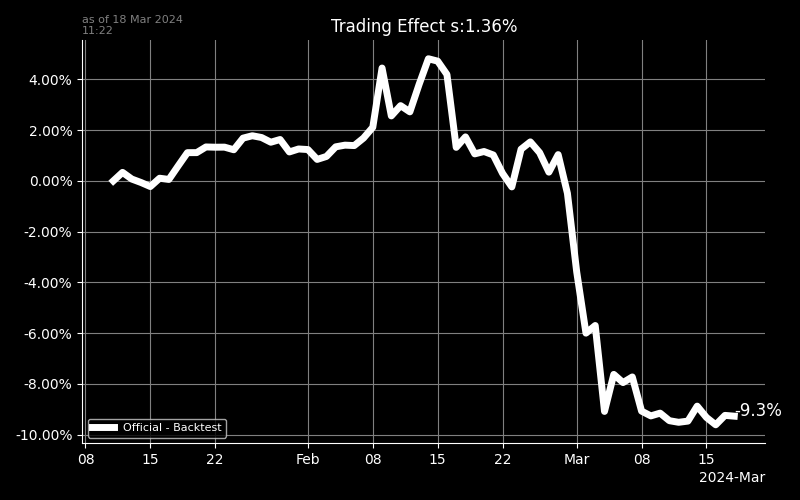 as of 18 Mar 2024
11:22
Trading Effect s:1.36%
4.00%
2.00%
0.00%
-2.00%
-4.00%
-6.00%
-8.00%
-10.00%
-9.3%
Official - Backtest
08 15 22 Feb 08 15 22 Mar 08 15
2024-Mar